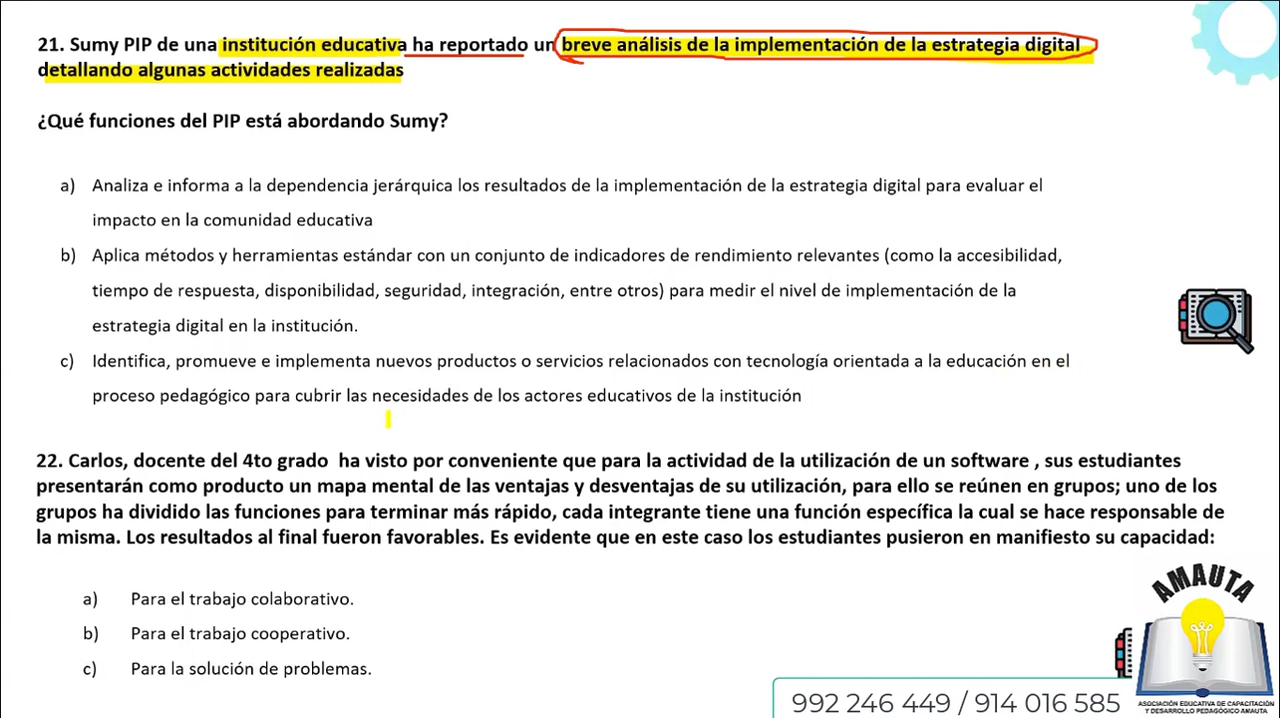 21. Sumy PIP de una institución educativa ha reportado un breve análisis de la implementación de la estrategia digital
detallando algunas actividades realizadas
¿Qué funciones del PIP está abordando Sumy?
a) Analiza e informa a la dependencia jerárquica los resultados de la implementación de la estrategia digital para evaluar el
impacto en la comunidad educativa
b) Aplica métodos y herramientas estándar con un conjunto de indicadores de rendimiento relevantes (como la accesibilidad,
tiempo de respuesta, disponibilidad, seguridad, integración, entre otros) para medir el nivel de implementación de la
estrategia digital en la institución.
c) Identifica, promueve e implementa nuevos productos o servicios relacionados con tecnología orientada a la educación en el
proceso pedagógico para cubrir las necesidades de los actores educativos de la institución
22. Carlos, docente del 4to grado ha visto por conveniente que para la actividad de la utilización de un software , sus estudiantes
presentarán como producto un mapa mental de las ventajas y desventajas de su utilización, para ello se reúnen en grupos; uno de los
grupos ha dividido las funciones para terminar más rápido, cada integrante tiene una función específica la cual se hace responsable de
la misma. Los resultados al final fueron favorables. Es evidente que en este caso los estudiantes pusieron en manifiesto su capacidad:
a) Para el trabajo colaborativo.
b) Para el trabajo cooperativo.
c) Para la solución de problemas.
AMAUTA
992 246 449 / 914 016 585
ASOCIACIÓN EDUCATIVA DE CAPACITACIÓN
Y DESARROLLO PEDAGÓGICO AMAUTA